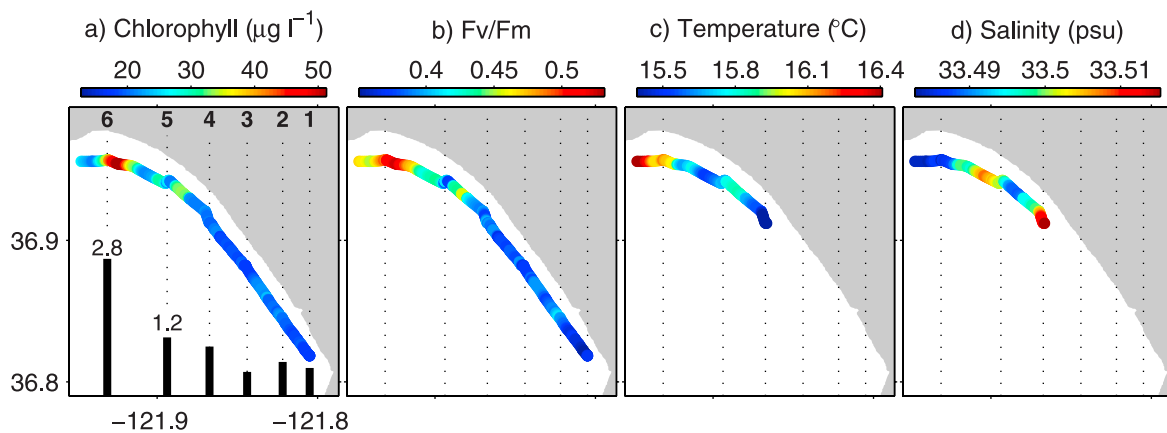 a) Chlorophyll (μg l⁻¹) b) Fv/Fm c) Temperature (°C) d) Salinity (psu)
20 30 40 50 0.4 0.45 0.5 15.5 15.8 16.1 16.4 33.49 33.5 33.51
6 5 4 3 2 1
36.9
2.8
1.2
36.8
−121.9 −121.8